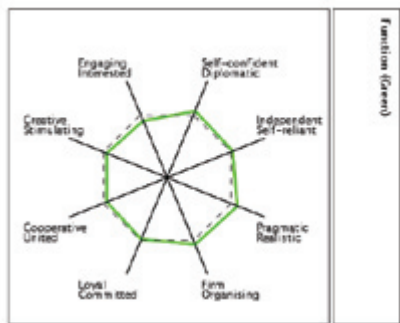 Engaging
Interested
Self-confident
Diplomatic
Creative
Stimulating
Independent
Self-reliant
Cooperative
United
Pragmatic
Realistic
Loyal
Committed
Firm
Organising
Function (Green)